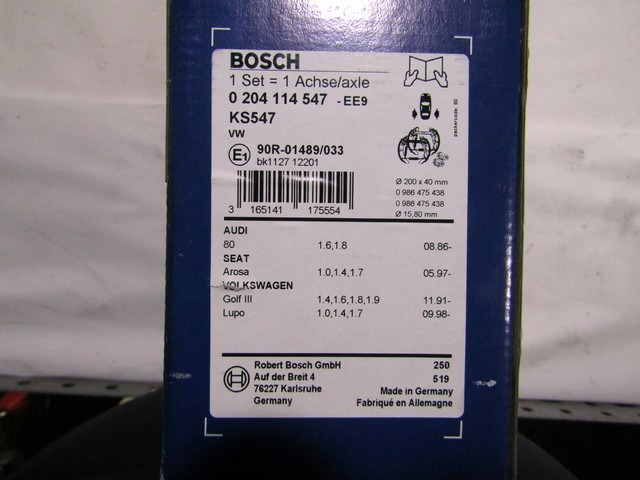 BOSCH
1 Set = 1 Achse/axle
0 204 114 547 - EE9
KS547
VW
E1 90R-01489/033
bk1127 12201
packercode: 60
Ø 200 x 40 mm
0 986 475 438
0 986 475 438
Ø 15,80 mm
3 165141 175554
AUDI
80 1.6,1.8 08.86-
SEAT
Arosa 1.0,1.4,1.7 05.97-
VOLKSWAGEN
Golf III 1.4,1.6,1.8,1.9 11.91-
Lupo 1.0,1.4,1.7 09.98-
Robert Bosch GmbH 250
Auf der Breit 4 519
76227 Karlsruhe Made in Germany
Germany Fabriqué en Allemagne